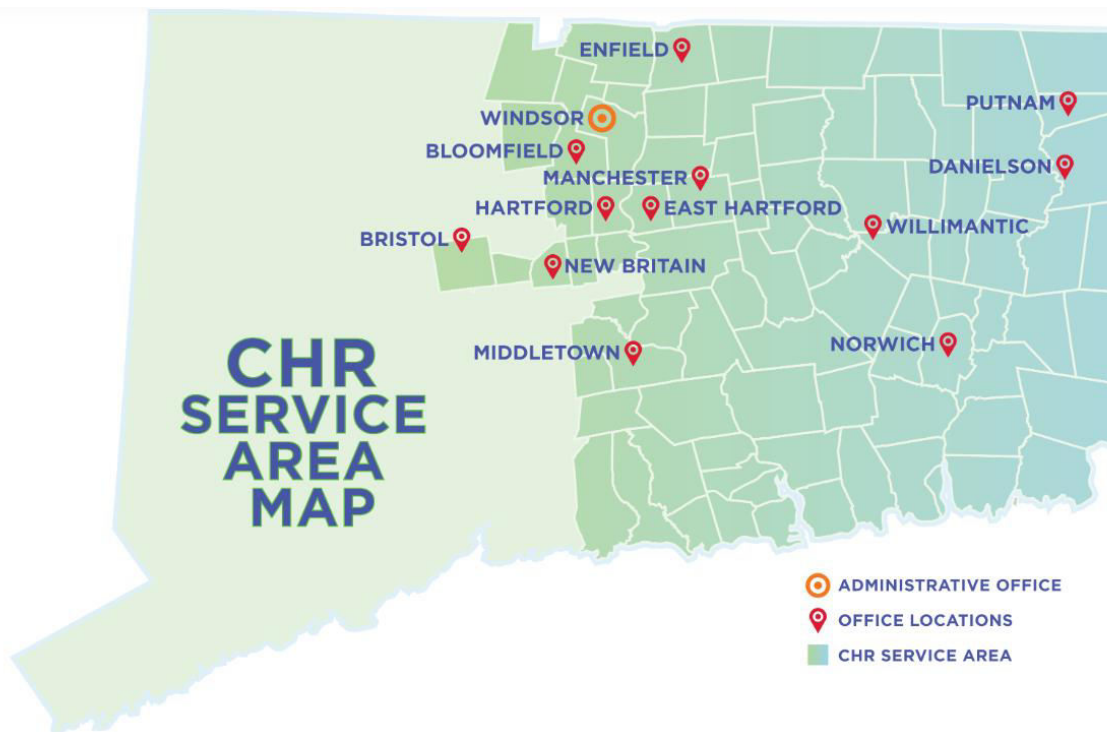 ENFIELD
PUTNAM
WINDSOR
BLOOMFIELD
DANIELSON
MANCHESTER
HARTFORD
EAST HARTFORD
WILLIMANTIC
BRISTOL
NEW BRITAIN
MIDDLETOWN
NORWICH
CHR
SERVICE
AREA
MAP
ADMINISTRATIVE OFFICE
OFFICE LOCATIONS
CHR SERVICE AREA